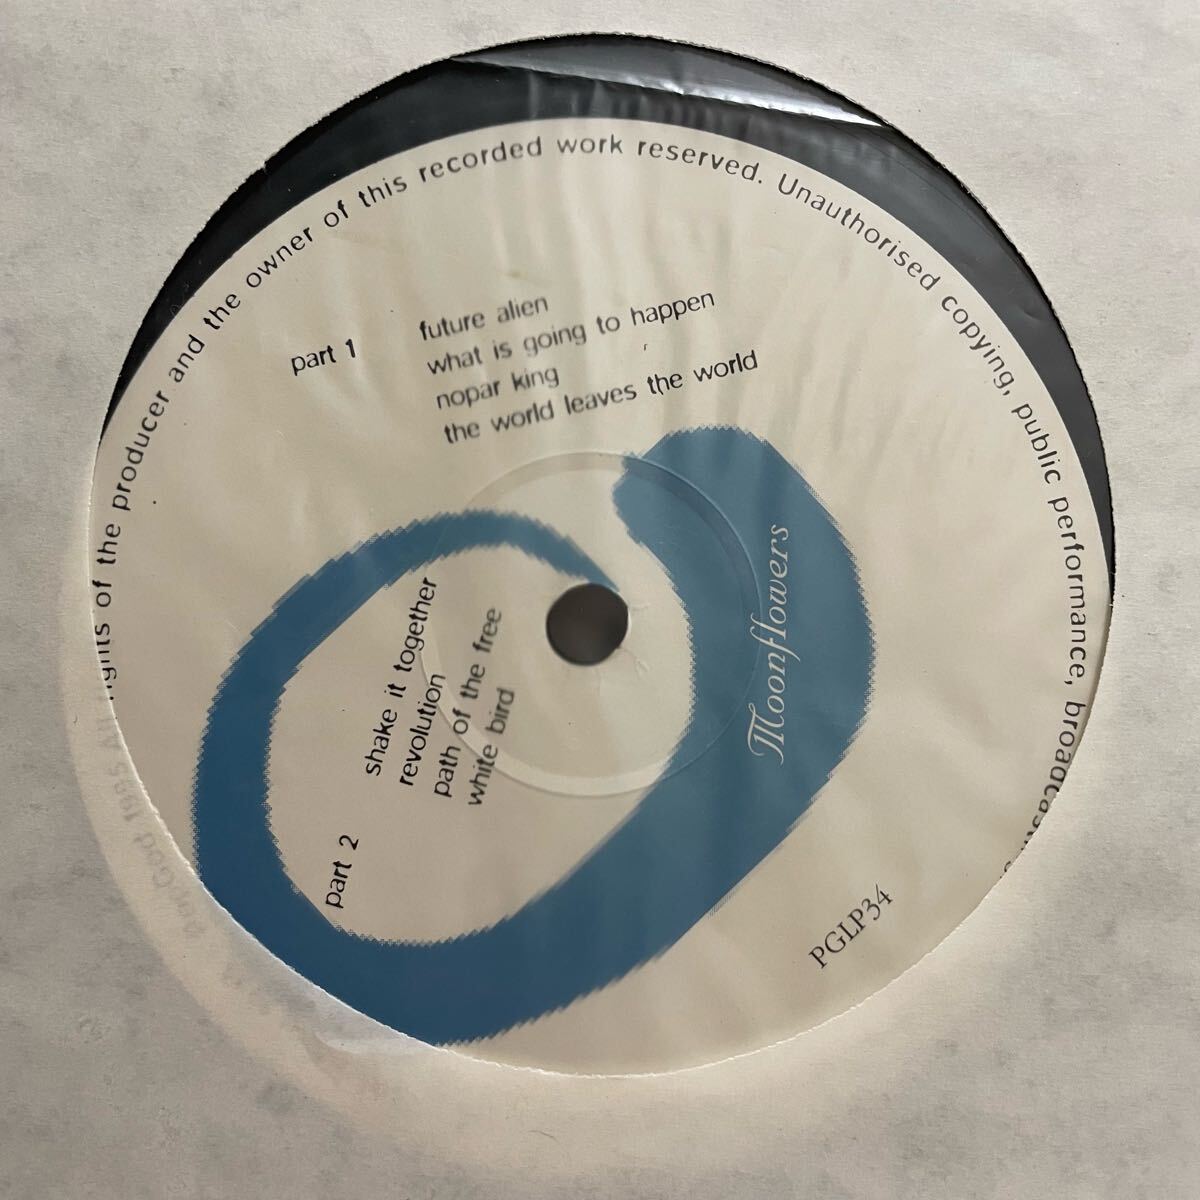 1995 All rights of the producer and the owner of this recorded work reserved. Unauthorised copying, public performance, broadcasting
part 1
future alien
what is going to happen
nopar king
the world leaves the world
Moonflowers
part 2
shake it together
revolution
path of the free
white bird
PGLP34